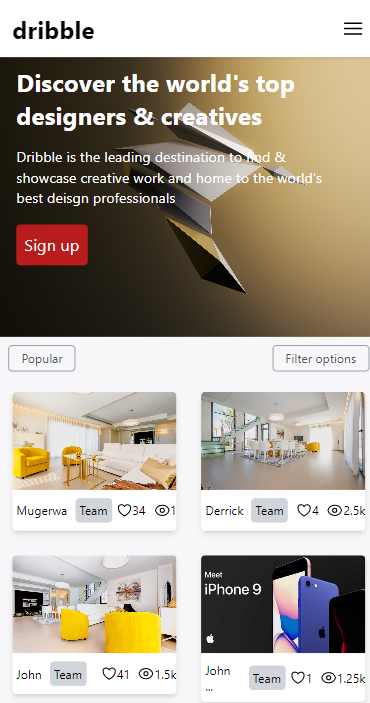 dribble
Discover the world's top
designers & creatives
Dribble is the leading destination to find &
showcase creative work and home to the world's
best deisgn professionals
Sign up
Popular
Filter options
Mugerwa Team 34 1
Derrick Team 4 2.5k
Meet
iPhone 9
John Team 41 1.5k
John ... Team 1 1.25k